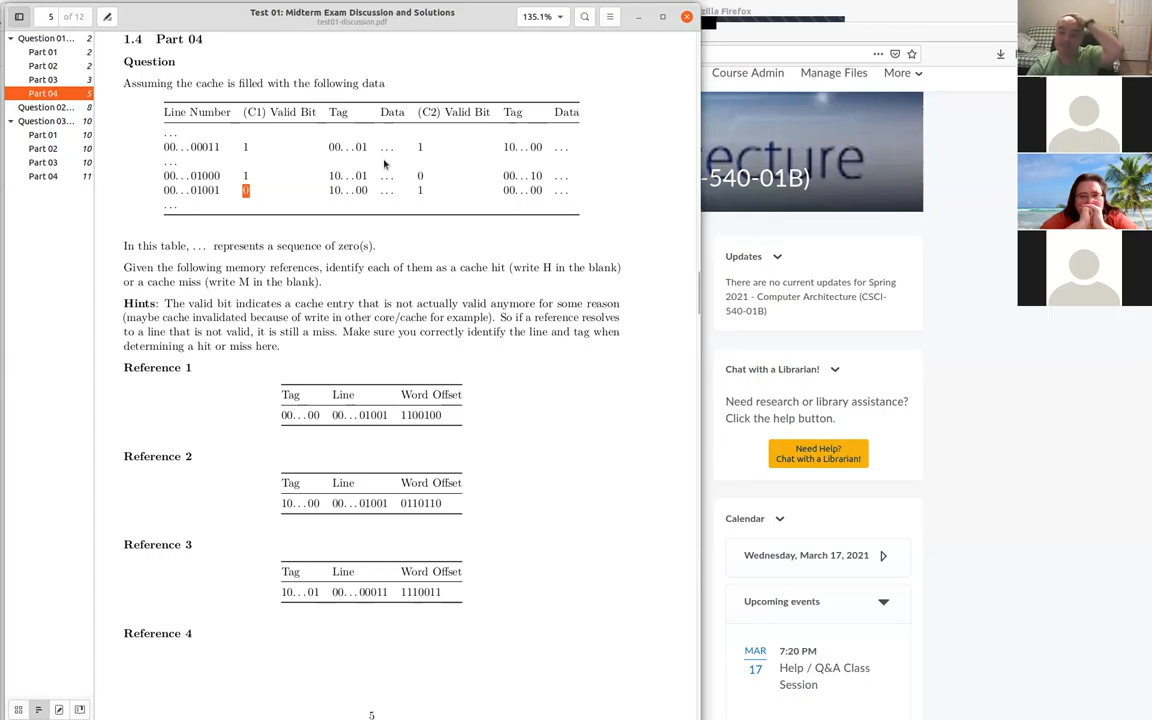 Test 01: Midterm Exam Discussion and Solutions
test01-discussion.pdf
5 of 12
135.1%
Question 01... 2
Part 01 2
Part 02 2
Part 03 3
Part 04 5
Question 02... 8
Question 03... 10
Part 01 10
Part 02 10
Part 03 10
Part 04 11
1.4 Part 04
Question
Assuming the cache is filled with the following data
Line Number (C1) Valid Bit Tag Data (C2) Valid Bit Tag Data
...
00...00011 1 00...01 ... 1 10...00 ...
...
00...01000 1 10...01 ... 0 00...10 ...
00...01001 0 10...00 ... 1 00...00 ...
...
In this table, ... represents a sequence of zero(s).
Given the following memory references, identify each of them as a cache hit (write H in the blank)
or a cache miss (write M in the blank).
Hints: The valid bit indicates a cache entry that is not actually valid anymore for some reason
(maybe cache invalidated because of write in other core/cache for example). So if a reference resolves
to a line that is not valid, it is still a miss. Make sure you correctly identify the line and tag when
determining a hit or miss here.
Reference 1
Tag Line Word Offset
00...00 00...01001 1100100
Reference 2
Tag Line Word Offset
10...00 00...01001 0110110
Reference 3
Tag Line Word Offset
10...01 00...00011 1110011
Reference 4
5
zilla Firefox
Course Admin Manage Files More
ecture
-540-01B)
Updates
There are no current updates for Spring
2021 - Computer Architecture (CSCI-
540-01B)
Chat with a Librarian!
Need research or library assistance?
Click the help button.
Need Help?
Chat with a Librarian!
Calendar
Wednesday, March 17, 2021
Upcoming events
MAR
17
7:20 PM
Help / Q&A Class
Session